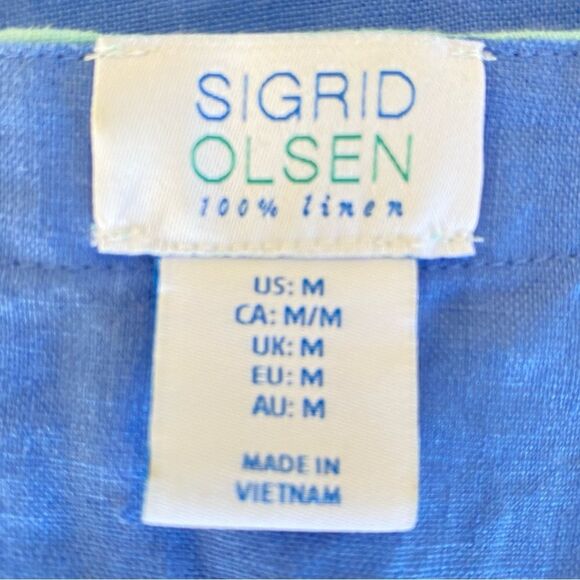 SIGRID
OLSEN
100% linen
US: M
CA: M/M
UK: M
EU: M
AU: M
MADE IN
VIETNAM